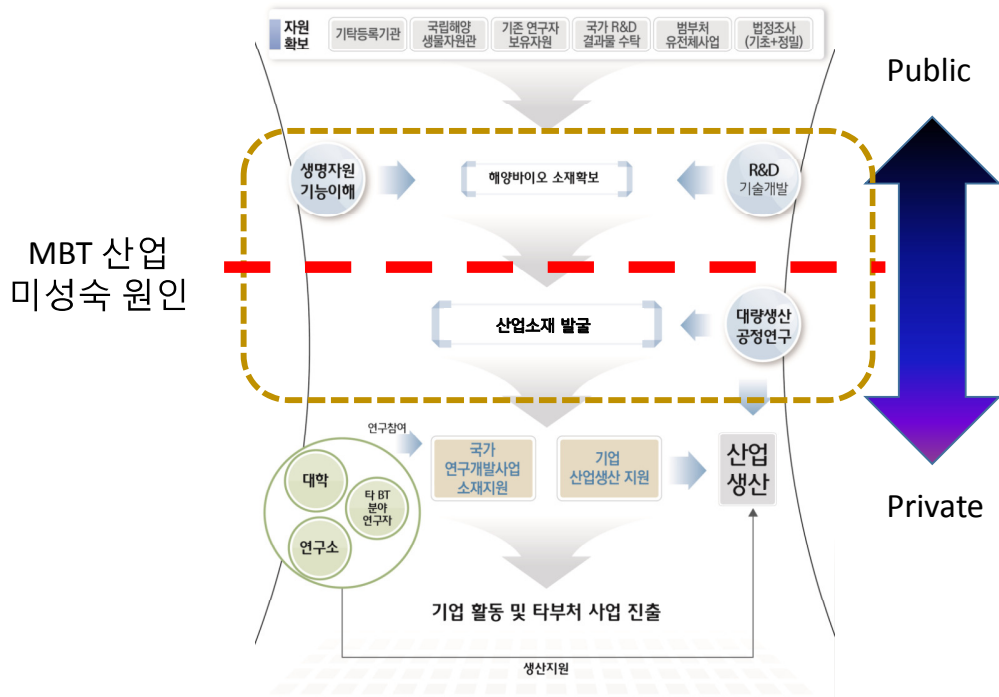 자원
확보
기탁등록기관
국립해양
생물자원관
기존 연구자
보유자원
국가 R&D
결과물 수탁
범부처
유전체사업
법정조사
(기초+정밀)
Public
생명자원
기능이해
해양바이오 소재확보
R&D
기술개발
MBT 산업
미성숙 원인
산업소재 발굴
대량생산
공정연구
연구참여
대학
타 BT
분야
연구자
연구소
국가
연구개발사업
소재지원
기업
산업생산 지원
산업
생산
Private
기업 활동 및 타부처 사업 진출
생산지원